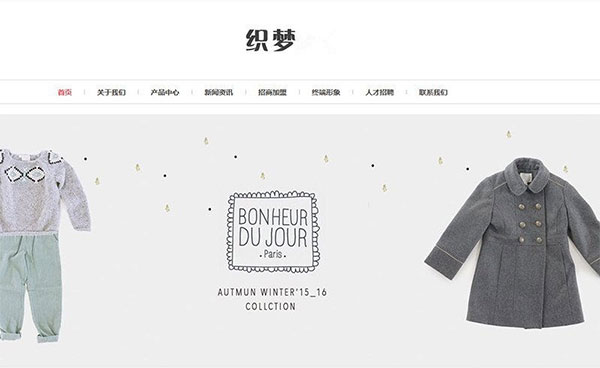 织梦
首页 关于我们 产品中心 新闻资讯 招商加盟 终端形象 人才招聘 联系我们
BONHEUR
DU JOUR
. Paris .
AUTMUN WINTER'15_16
COLLCTION